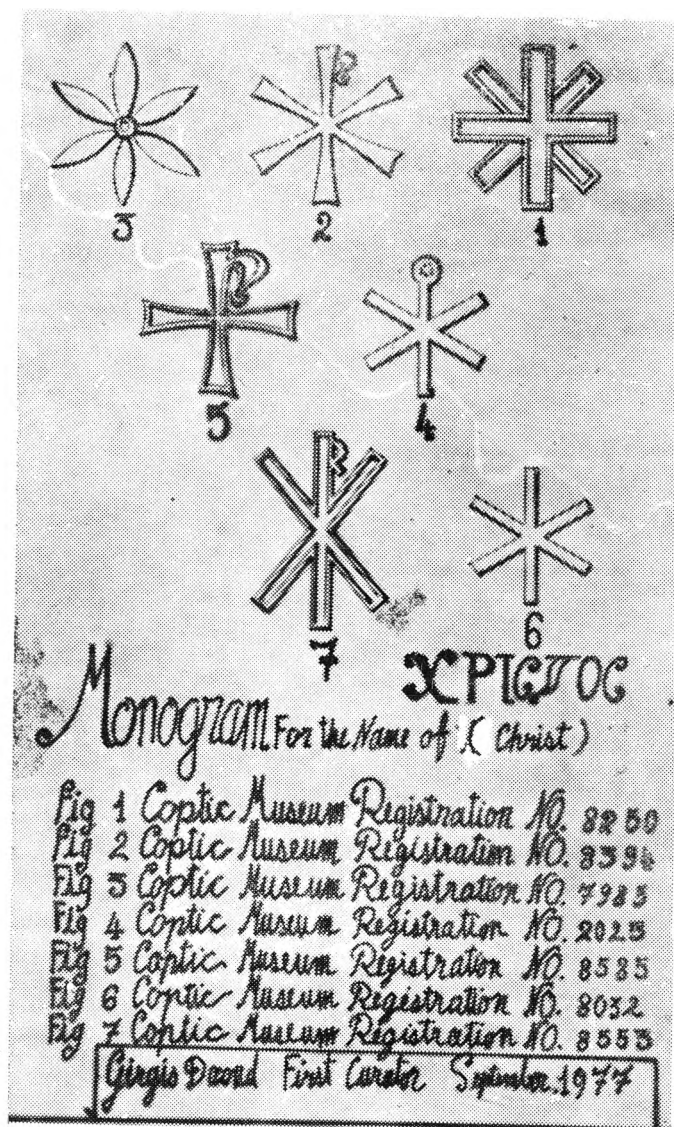 3 2 1
5 4
7 6
ΧΡΙCΤΟC
Monogram For the Name of (Christ)
Fig 1 Coptic Museum Registration NO. 8250
Fig 2 Coptic Museum Registration NO. 8394
Fig 3 Coptic Museum Registration NO. 7983
Fig 4 Coptic Museum Registration NO. 2023
Fig 5 Coptic Museum Registration NO. 8585
Fig 6 Coptic Museum Registration NO. 8032
Fig 7 Coptic Museum Registration NO. 8553
Girgis Daoud First Curator September.1977